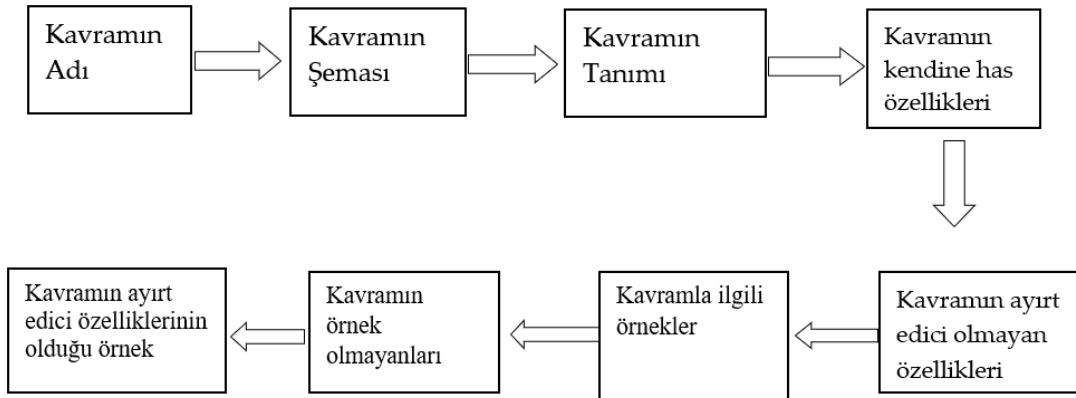 Kavramın
Adı
Kavramın
Şeması
Kavramın
Tanımı
Kavramın
kendine has
özellikleri
Kavramın ayırt
edici olmayan
özellikleri
Kavramla ilgili
örnekler
Kavramın
örnek
olmayanları
Kavramın ayırt
edici özelliklerinin
olduğu örnek